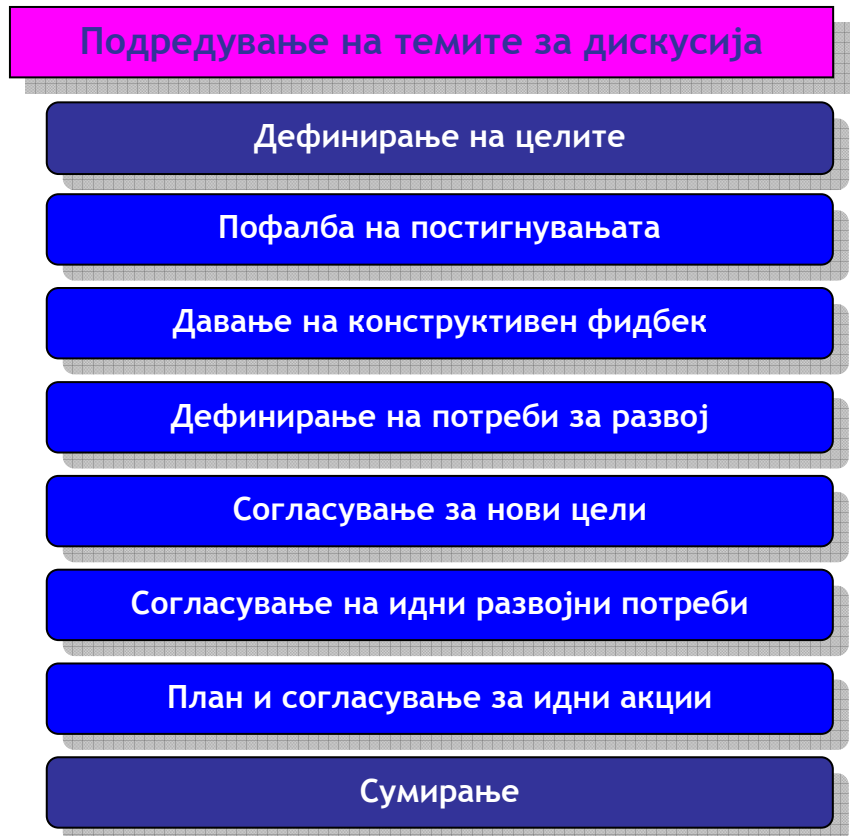 Подредување на темите за дискусија
Дефинирање на целите
Пофалба на постигнувањата
Давање на конструктивен фидбек
Дефинирање на потреби за развој
Согласување за нови цели
Согласување на идни развојни потреби
План и согласување за идни акции
Сумирање